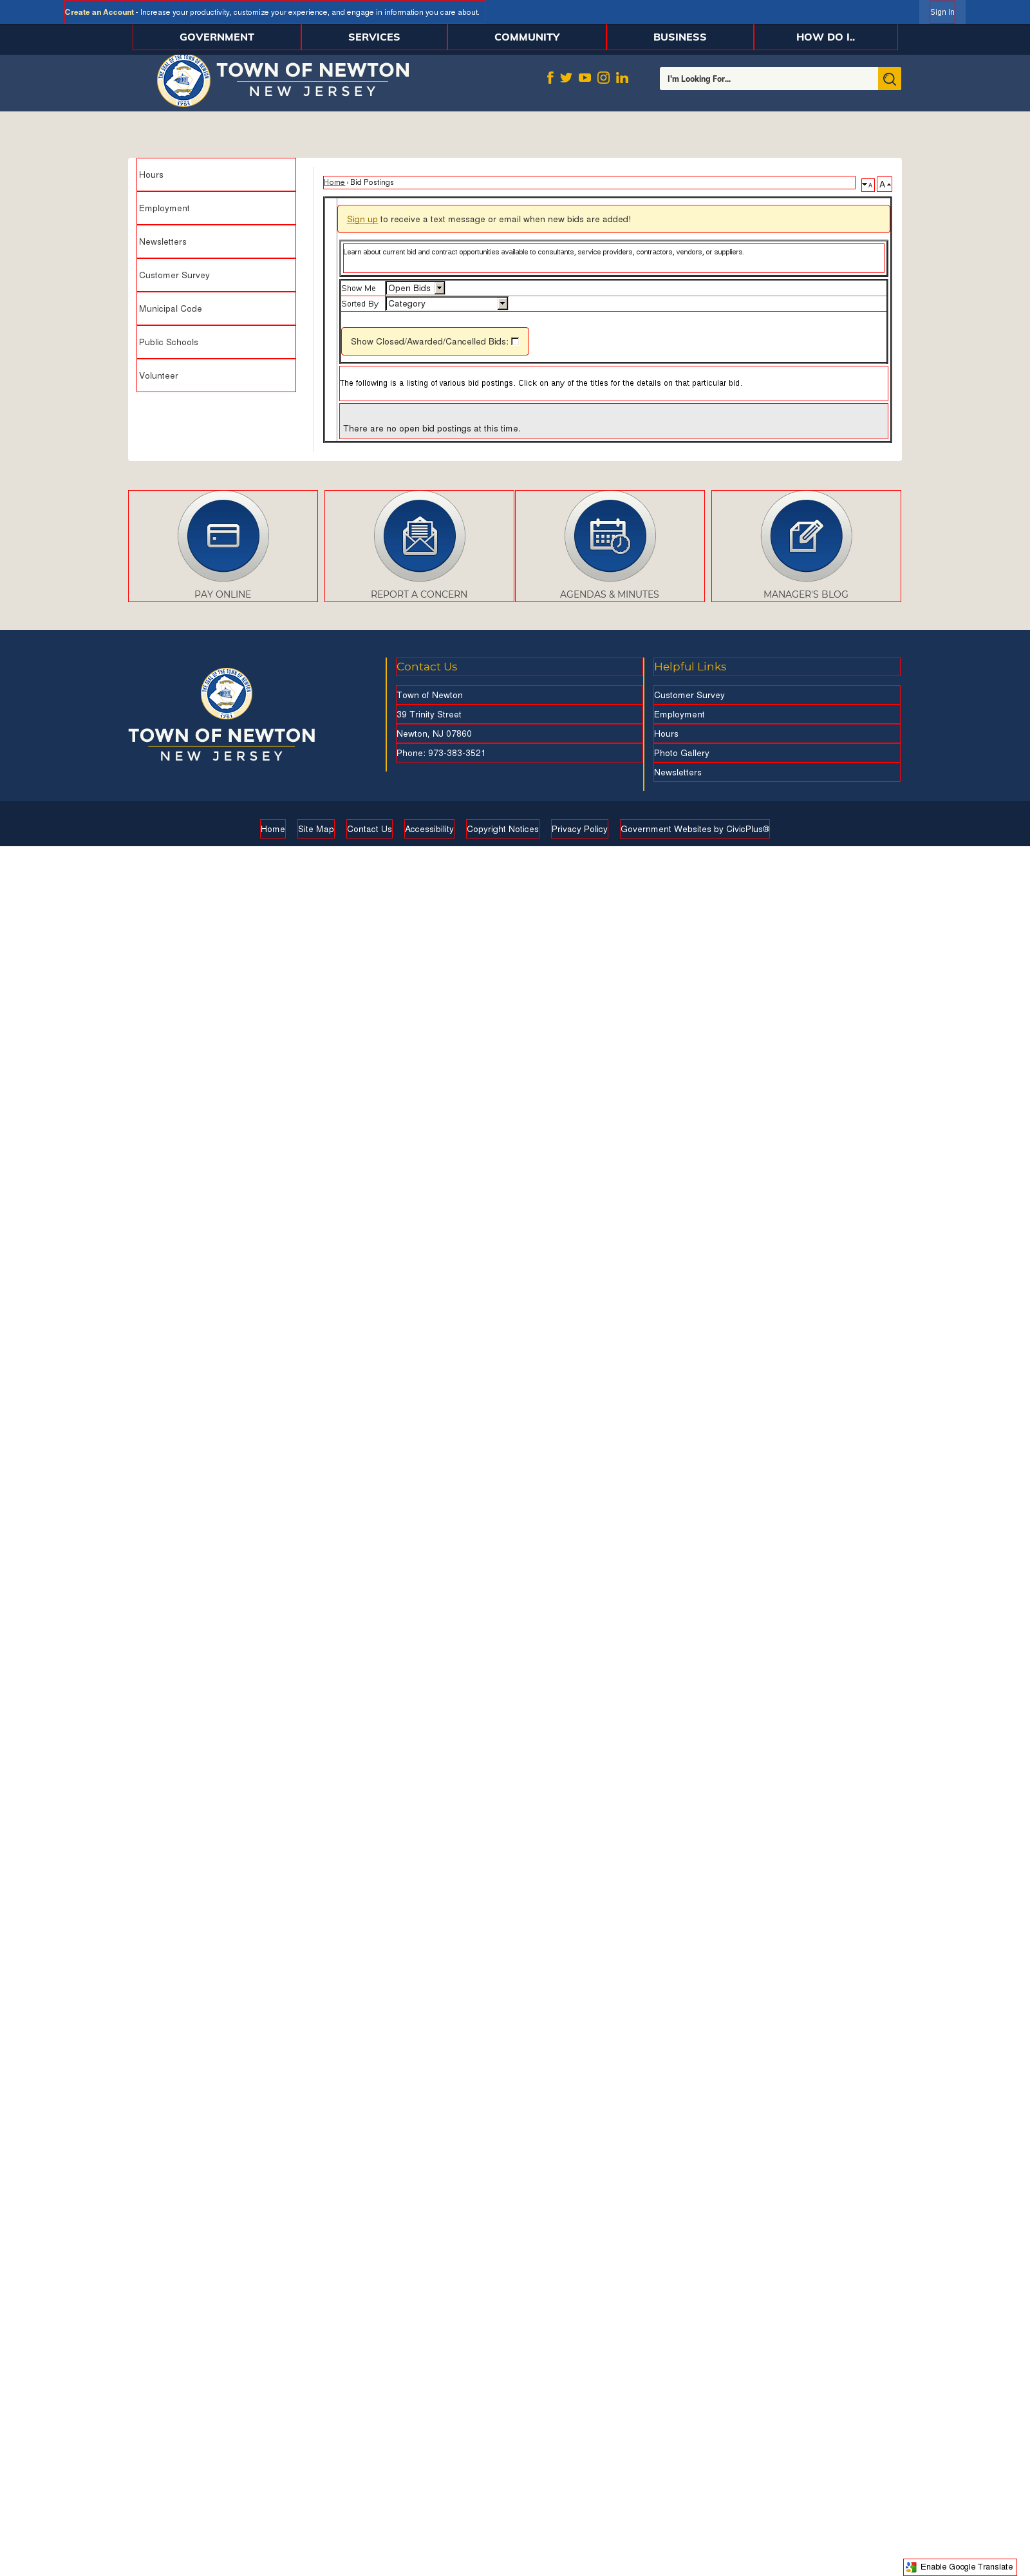 Create an Account - Increase your productivity, customize your experience, and engage in information you care about.
Sign In
GOVERNMENT SERVICES COMMUNITY BUSINESS HOW DO I..
TOWN OF NEWTON
NEW JERSEY
I'm Looking For...
Hours
Employment
Newsletters
Customer Survey
Municipal Code
Public Schools
Volunteer
Home › Bid Postings
A A
Sign up to receive a text message or email when new bids are added!
Learn about current bid and contract opportunities available to consultants, service providers, contractors, vendors, or suppliers.
Show Me Open Bids
Sorted By Category
Show Closed/Awarded/Cancelled Bids:
The following is a listing of various bid postings. Click on any of the titles for the details on that particular bid.
There are no open bid postings at this time.
PAY ONLINE
REPORT A CONCERN
AGENDAS & MINUTES
MANAGER'S BLOG
TOWN OF NEWTON
NEW JERSEY
Contact Us
Town of Newton
39 Trinity Street
Newton, NJ 07860
Phone: 973-383-3521
Helpful Links
Customer Survey
Employment
Hours
Photo Gallery
Newsletters
Home Site Map Contact Us Accessibility Copyright Notices Privacy Policy Government Websites by CivicPlus®
Enable Google Translate